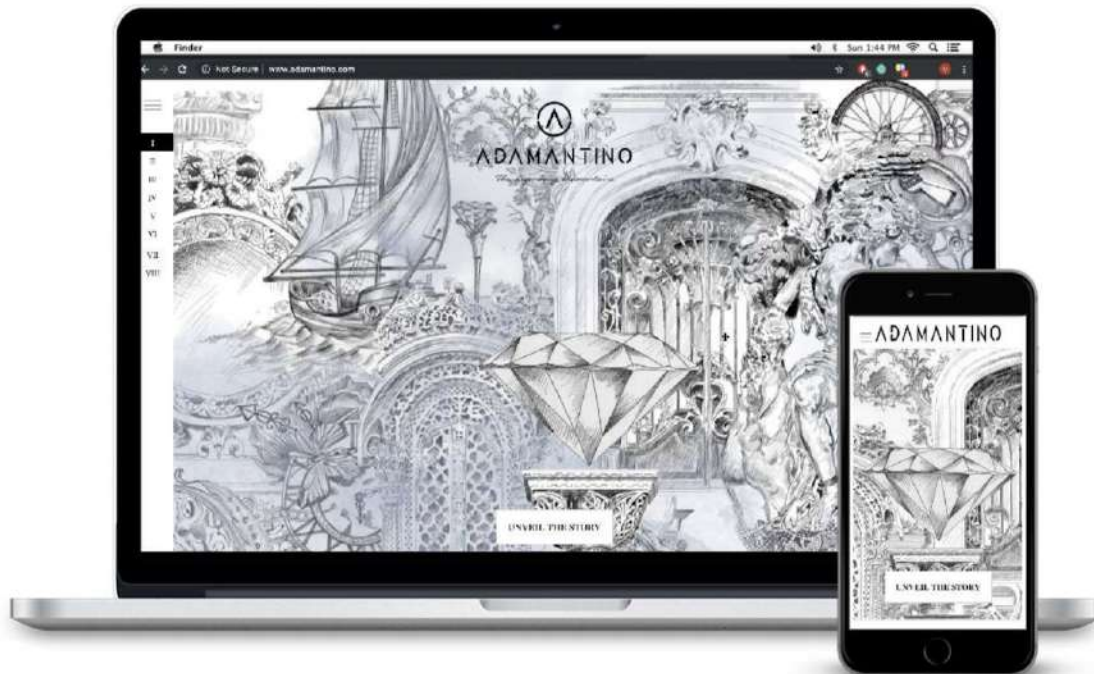 Finder
Sun 1:44 PM
Not Secure | www.adamantino.com
ADAMANTINO
I
II
III
IV
V
VI
VII
VIII
UNVEIL THE STORY
ADAMANTINO
UNVEIL THE STORY